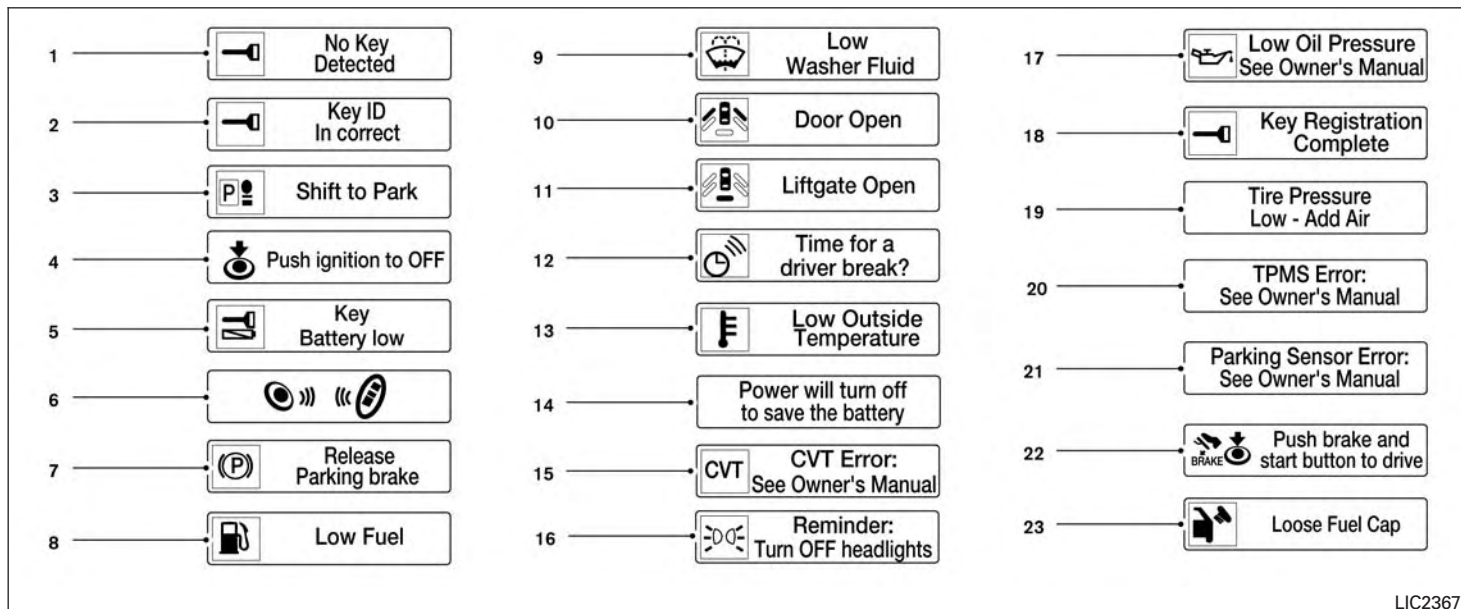 1
No Key
Detected
2
Key ID
In correct
3
P
Shift to Park
4
Push ignition to OFF
5
Key
Battery low
6
7
(P)
Release
Parking brake
8
Low Fuel
9
Low
Washer Fluid
10
Door Open
11
Liftgate Open
12
Time for a
driver break?
13
Low Outside
Temperature
14
Power will turn off
to save the battery
15
CVT
CVT Error:
See Owner's Manual
16
Reminder:
Turn OFF headlights
17
Low Oil Pressure
See Owner's Manual
18
Key Registration
Complete
19
Tire Pressure
Low - Add Air
20
TPMS Error:
See Owner's Manual
21
Parking Sensor Error:
See Owner's Manual
22
BRAKE
Push brake and
start button to drive
23
Loose Fuel Cap
LIC2367